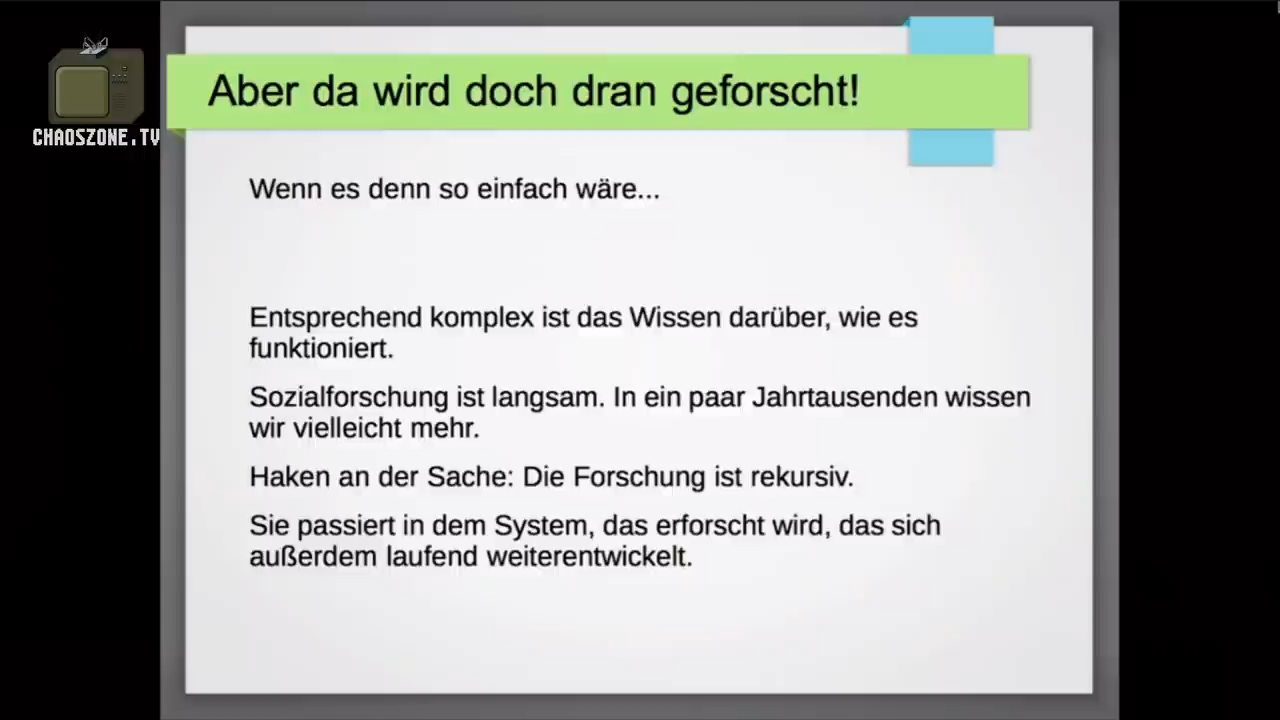 CHAOSZONE.TV
Aber da wird doch dran geforscht!
Wenn es denn so einfach wäre...
Entsprechend komplex ist das Wissen darüber, wie es
funktioniert.
Sozialforschung ist langsam. In ein paar Jahrtausenden wissen
wir vielleicht mehr.
Haken an der Sache: Die Forschung ist rekursiv.
Sie passiert in dem System, das erforscht wird, das sich
außerdem laufend weiterentwickelt.